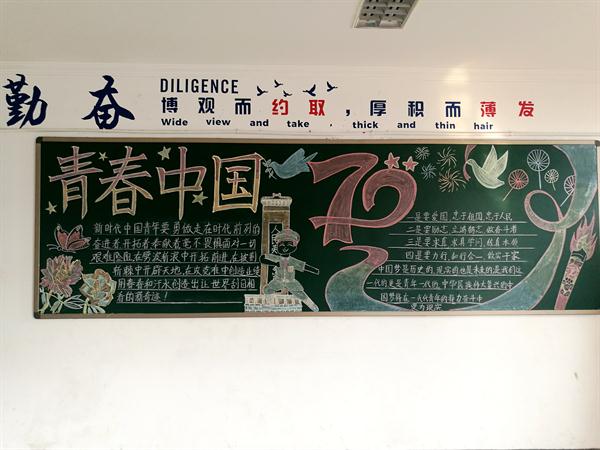 勤奋
DILIGENCE
博观而约取，厚积而薄发
Wide view and take , thick and thin hair
青春中国
70
新时代中国青年要勇做走在时代前列的
奋进者开拓者奉献者毫不畏惧面对一切
艰难险阻在劈波斩浪中开拓前进在披荆
斩棘中开辟天地在攻克难中创造业绩
用青春和汗水创造出让世界刮目相
看的新奇迹！
一是要爱国，忠于祖国，忠于人民
二是要励志，立鸿鹄志，做奋斗者
三是要求真，求真学问，练真本领
四是要力行，知行合一，做实干家
中国梦是历史的，现实的也是未来的是我们这
一代的更是青年一代的，中华民族伟大复兴的中
国梦终在一代代青年的接力奋斗中
变为现实